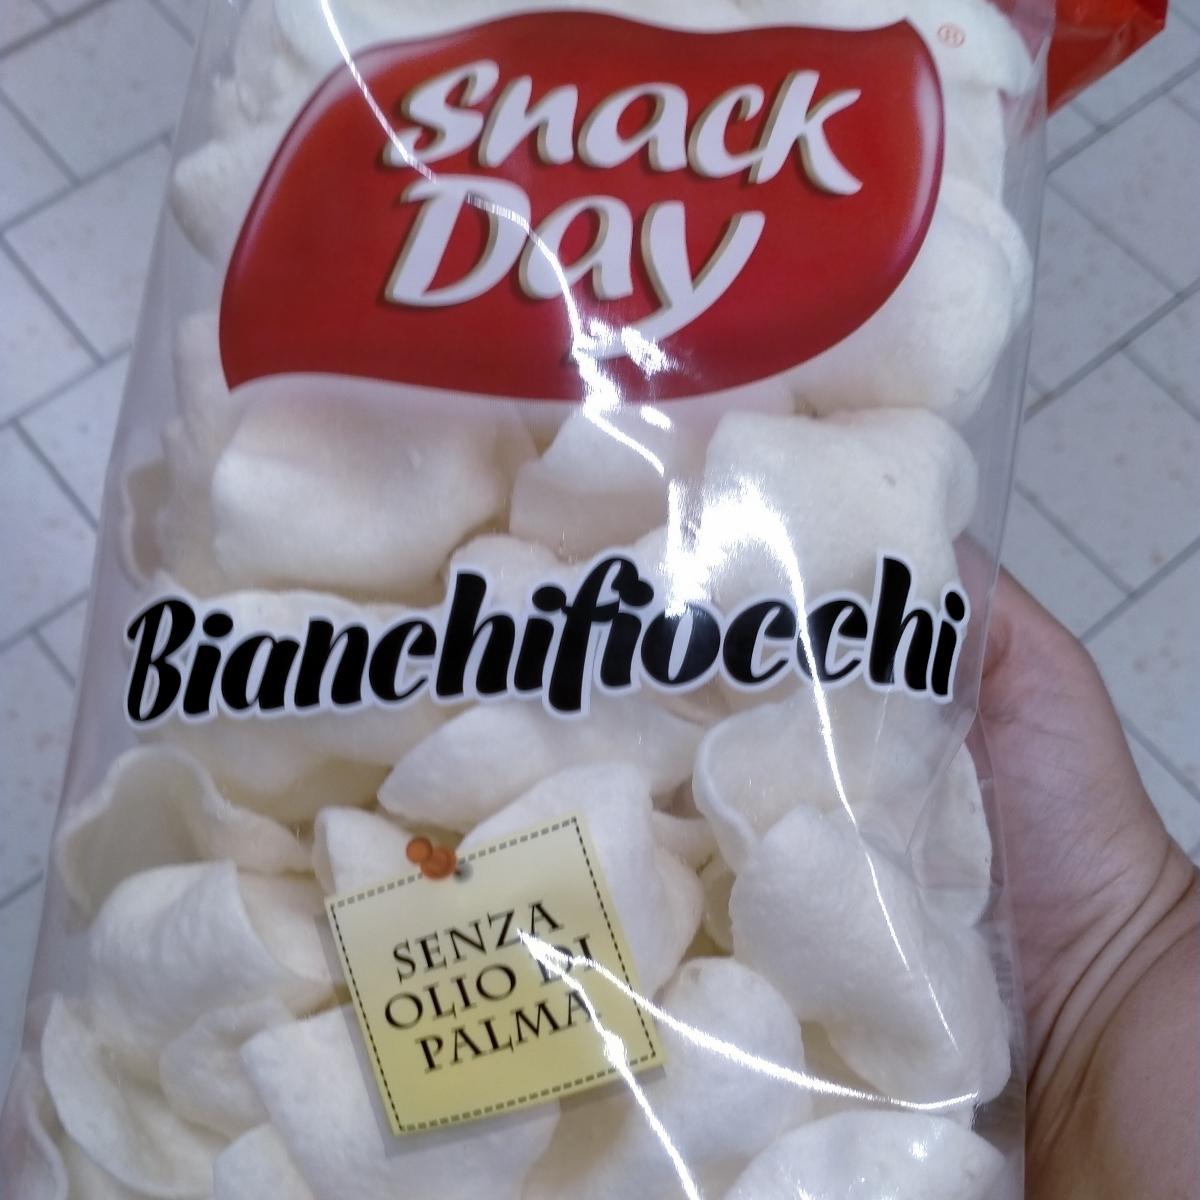 snack
Day
®
Bianchifiocchi
SENZA
OLIO DI
PALMA